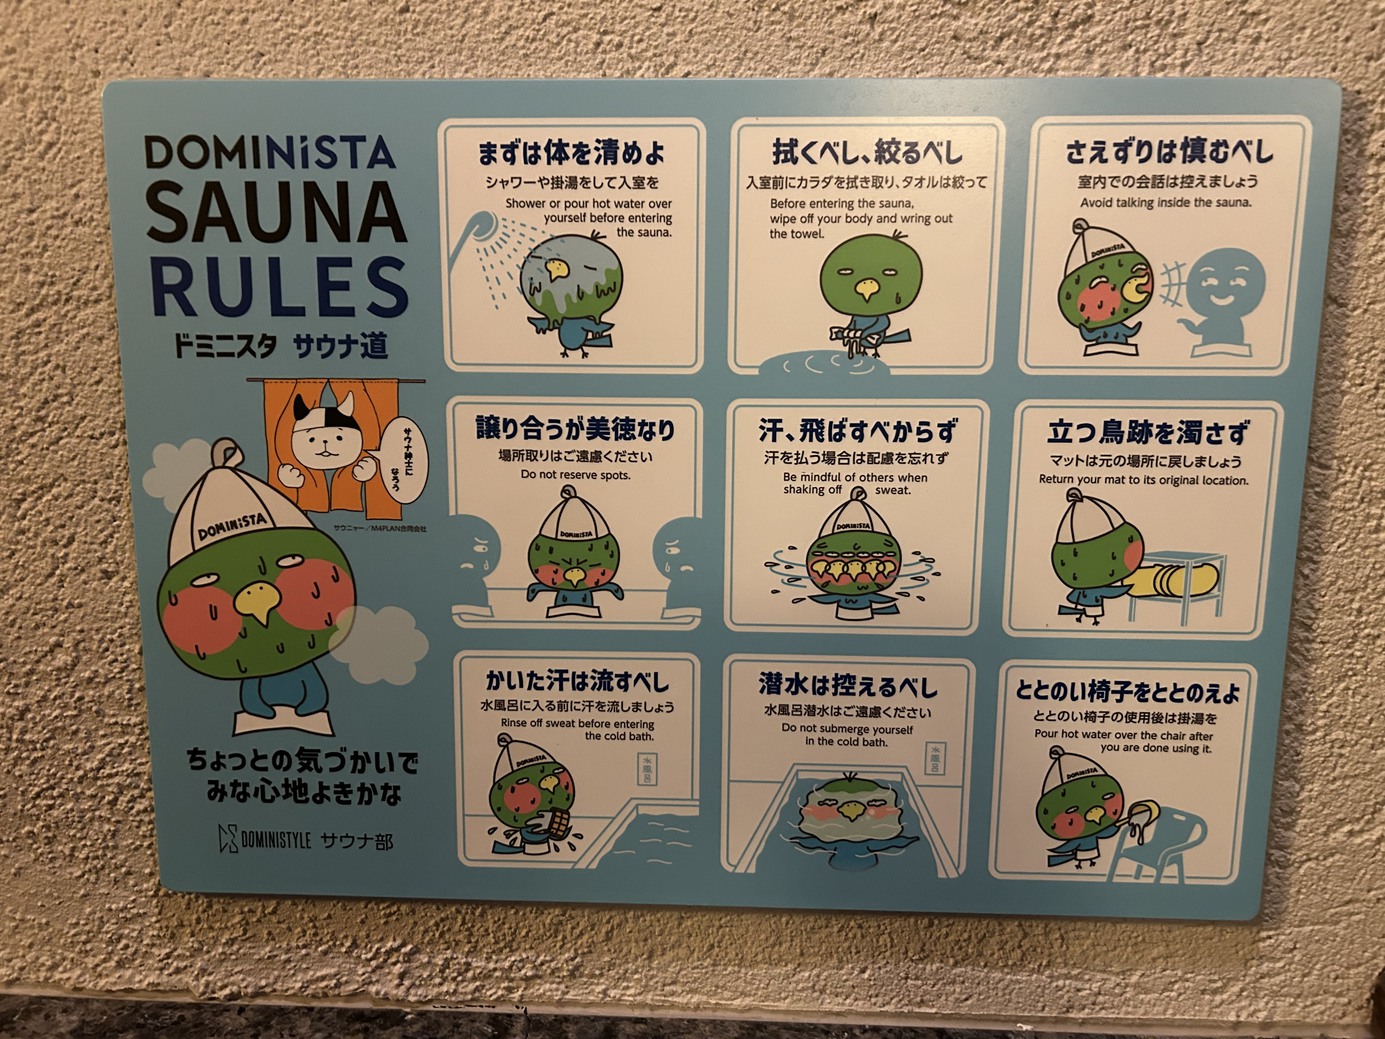 DOMINiSTA
SAUNA
RULES
ドミニスタ サウナ道
サウナ紳士に
なろう
サウニャー／M4PLAN合同会社
DOMINiSTA
ちょっとの気づかいで
みな心地よきかな
DOMINISTYLE サウナ部
まずは体を清めよ
シャワーや掛湯をして入室を
Shower or pour hot water over
yourself before entering
the sauna.
拭くべし、絞るべし
入室前にカラダを拭き取り、タオルは絞って
Before entering the sauna,
wipe off your body and wring out
the towel.
さえずりは慎むべし
室内での会話は控えましょう
Avoid talking inside the sauna.
DOMINiSTA
譲り合うが美徳なり
場所取りはご遠慮ください
Do not reserve spots.
DOMINiSTA
汗、飛ばすべからず
汗を払う場合は配慮を忘れず
Be mindful of others when
shaking off sweat.
DOMINiSTA
立つ鳥跡を濁さず
マットは元の場所に戻しましょう
Return your mat to its original location.
かいた汗は流すべし
水風呂に入る前に汗を流しましょう
Rinse off sweat before entering
the cold bath.
DOMINiSTA
水風呂
潜水は控えるべし
水風呂潜水はご遠慮ください
Do not submerge yourself
in the cold bath.
水風呂
ととのい椅子をととのえよ
ととのい椅子の使用後は掛湯を
Pour hot water over the chair after
you are done using it.
DOMINiSTA